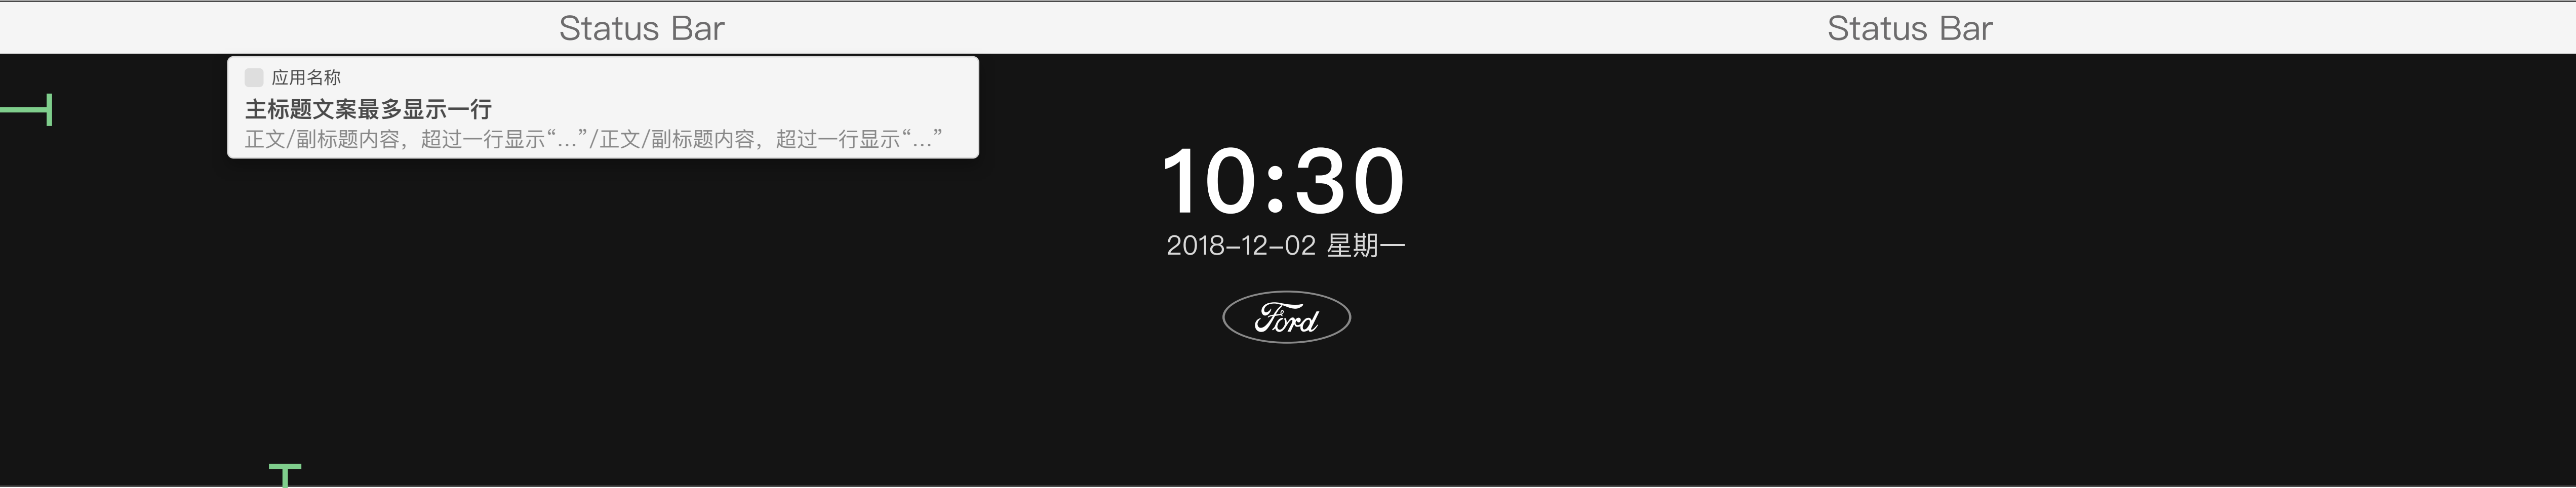 Status Bar
Status Bar
应用名称
主标题文案最多显示一行
正文/副标题内容，超过一行显示“...”/正文/副标题内容，超过一行显示“...”
10:30
2018-12-02 星期一
Ford